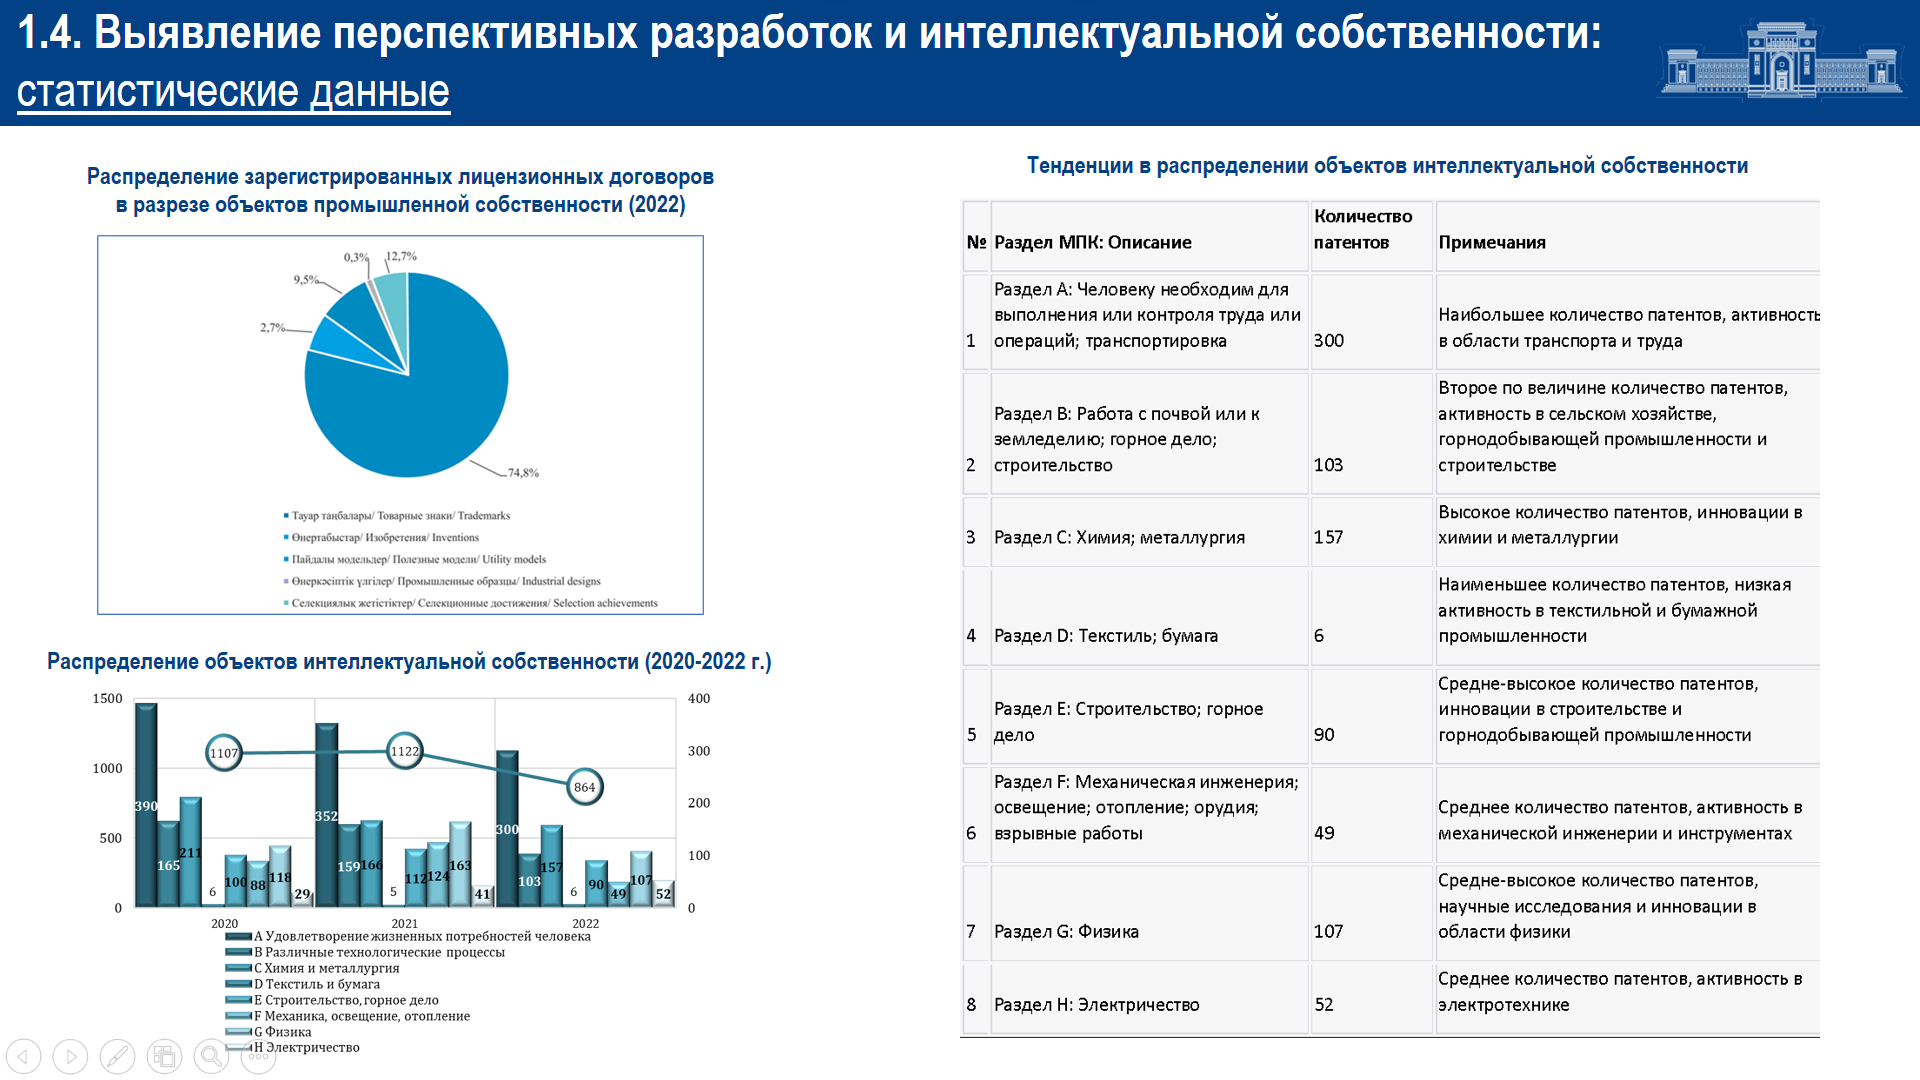 1.4. Выявление перспективных разработок и интеллектуальной собственности:
статистические данные
Распределение зарегистрированных лицензионных договоров
в разрезе объектов промышленной собственности (2022)
0,3%
12,7%
9,5%
2,7%
74,8%
Тауар таңбалары/ Товарные знаки/ Trademarks
Өнертабыстар/ Изобретения/ Inventions
Пайдалы модельдер/ Полезные модели/ Utility models
Өнеркәсіптік үлгілер/ Промышленные образцы/ Industrial designs
Селекциялық жетістіктер/ Селекционные достижения/ Selection achievements
Распределение объектов интеллектуальной собственности (2020-2022 г.)
1500
1000
500
0
400
300
200
100
0
1107
1122
864
390
165
211
6
100
88
118
29
352
159
166
5
112
124
163
41
300
103
157
6
90
49
107
52
2020
2021
2022
A Удовлетворение жизненных потребностей человека
B Различные технологические процессы
C Химия и металлургия
D Текстиль и бумага
E Строительство, горное дело
F Механика, освещение, отопление
G Физика
H Электричество
Тенденции в распределении объектов интеллектуальной собственности
№ Раздел МПК: Описание
Количество
патентов
Примечания
1
Раздел A: Человеку необходим для
выполнения или контроля труда или
операций; транспортировка
300
Наибольшее количество патентов, активность
в области транспорта и труда
2
Раздел B: Работа с почвой или к
земледелию; горное дело;
строительство
103
Второе по величине количество патентов,
активность в сельском хозяйстве,
горнодобывающей промышленности и
строительстве
3
Раздел C: Химия; металлургия
157
Высокое количество патентов, инновации в
химии и металлургии
4
Раздел D: Текстиль; бумага
6
Наименьшее количество патентов, низкая
активность в текстильной и бумажной
промышленности
5
Раздел E: Строительство; горное
дело
90
Средне-высокое количество патентов,
инновации в строительстве и
горнодобывающей промышленности
6
Раздел F: Механическая инженерия;
освещение; отопление; орудия;
взрывные работы
49
Среднее количество патентов, активность в
механической инженерии и инструментах
7
Раздел G: Физика
107
Средне-высокое количество патентов,
научные исследования и инновации в
области физики
8
Раздел H: Электричество
52
Среднее количество патентов, активность в
электротехнике